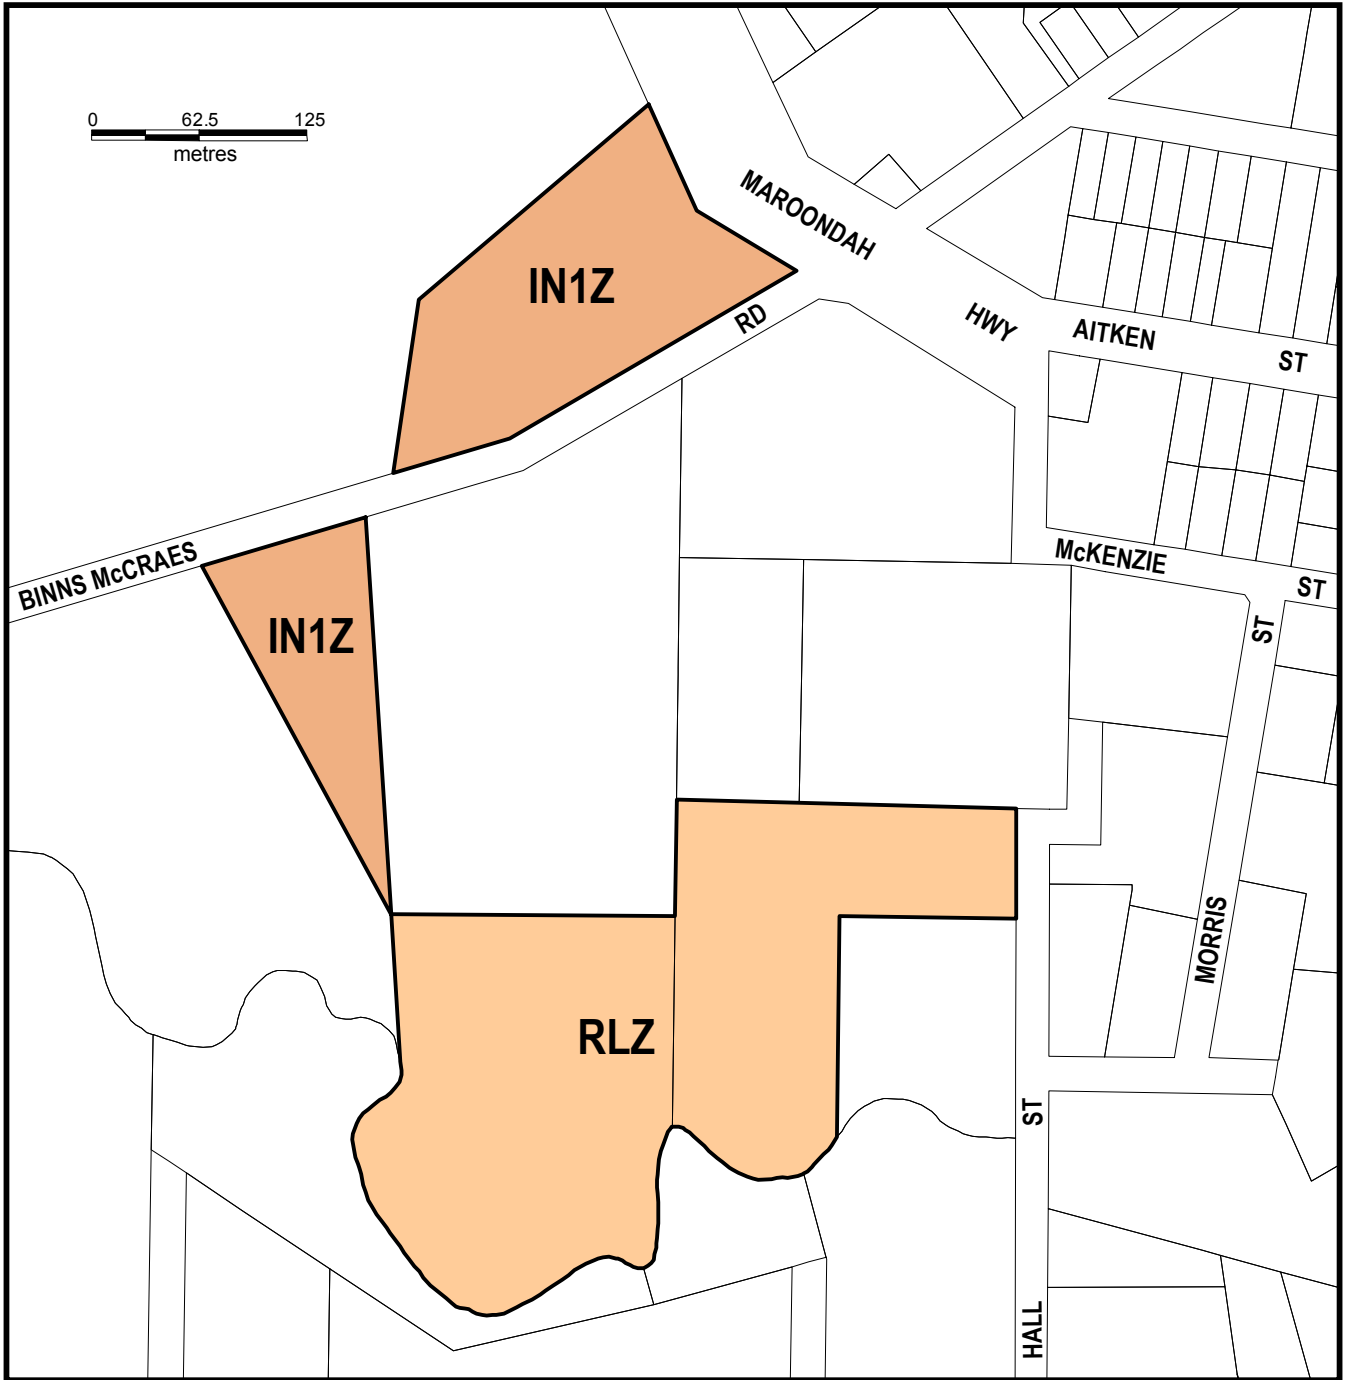 0 62.5 125
metres
MAROONDAH
IN1Z
RD
HWY
AITKEN
ST
BINNS McCRAES
McKENZIE
ST
IN1Z
ST
MORRIS
RLZ
ST
HALL